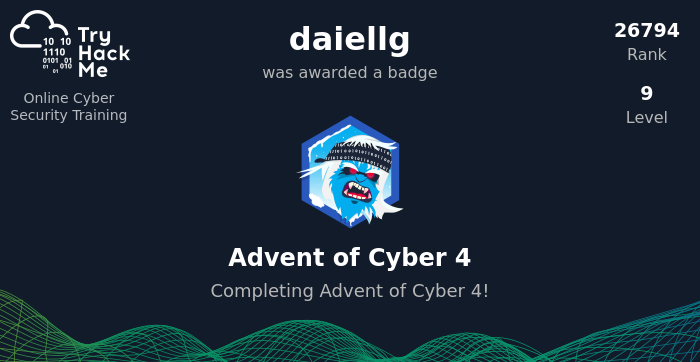 Try
Hack
Me
10 10
1110
0101 01
01 010
01
Online Cyber
Security Training
daiellg
was awarded a badge
26794
Rank
9
Level
Advent of Cyber 4
Completing Advent of Cyber 4!